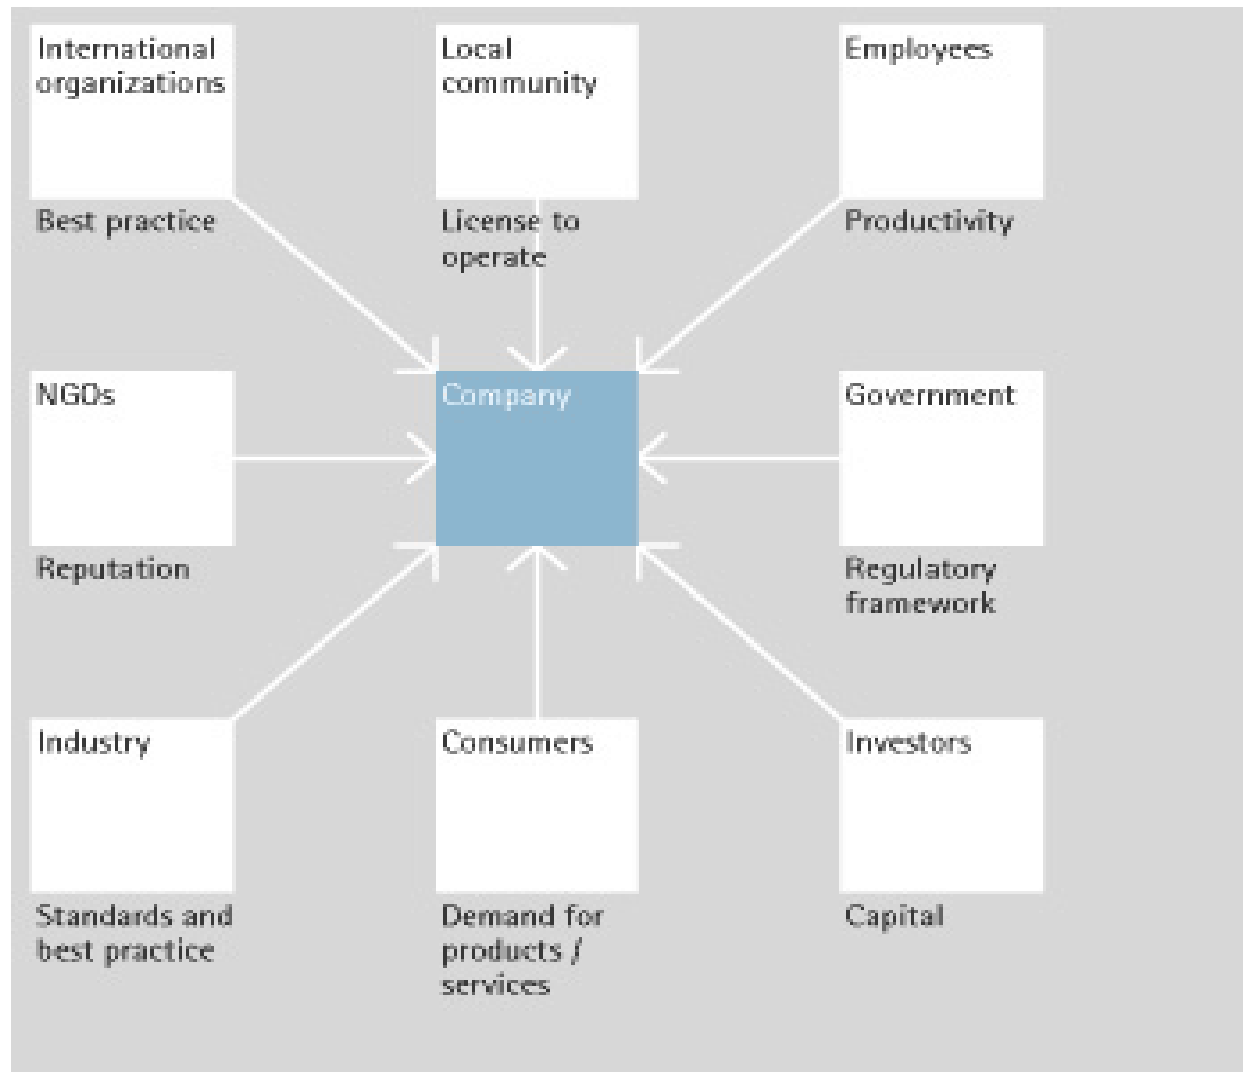 International
organizations
Local
community
Employees
Best practice
License to
operate
Productivity
NGOs
Company
Government
Reputation
Regulatory
framework
Industry
Consumers
Investors
Standards and
best practice
Demand for
products /
services
Capital